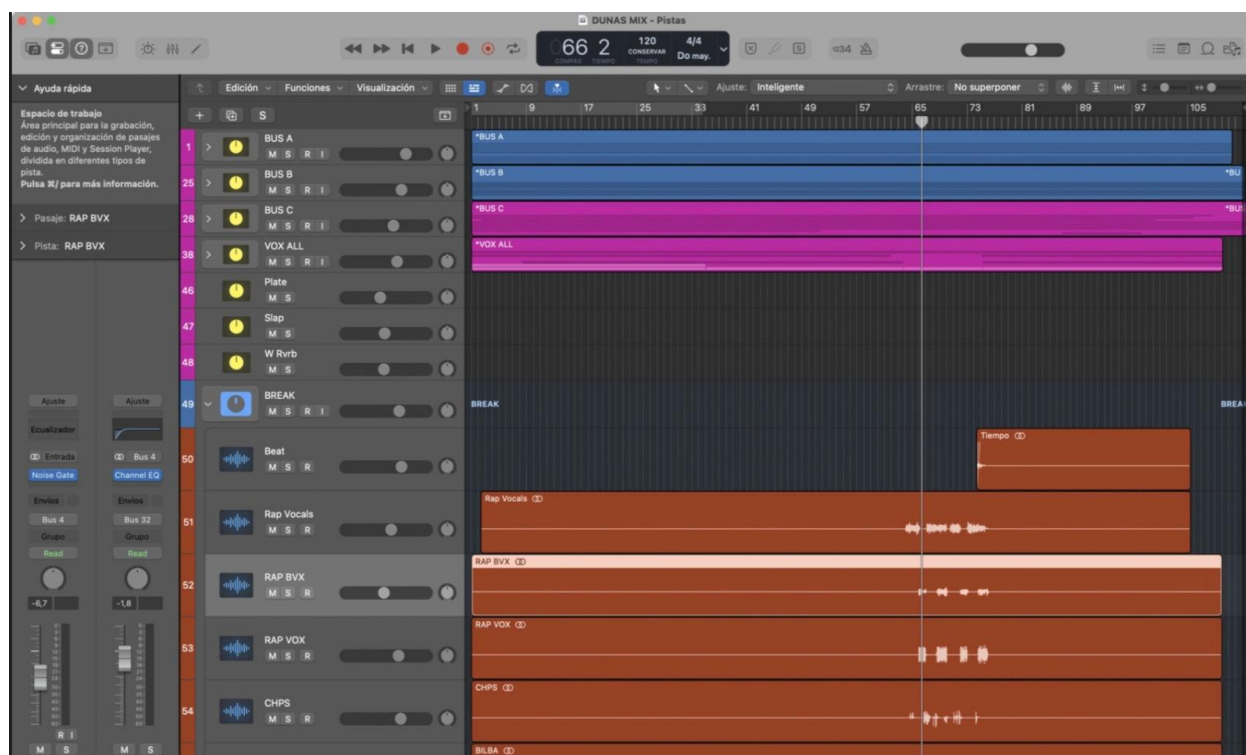 DUNAS MIX - Pistas
66 2
COMPÁS TIEMPO
120
CONSERVAR
TEMPO
4/4
Do may.
1234
Ayuda rápida
Espacio de trabajo
Área principal para la grabación,
edición y organización de pasajes
de audio, MIDI y Session Player,
dividida en diferentes tipos de
pista.
Pulsa ⌘/ para más información.
Pasaje: RAP BVX
Pista: RAP BVX
Edición Funciones Visualización
Ajuste: Inteligente
Arrastre: No superponer
S
1 9 17 25 33 41 49 57 65 73 81 89 97 105
1 BUS A
M S R I
*BUS A
25 BUS B
M S R I
*BUS B *BU
28 BUS C
M S R I
*BUS C *BUS
38 VOX ALL
M S R I
*VOX ALL
46 Plate
M S
47 Slap
M S
48 W Rvrb
M S
49 BREAK
M S R I
BREAK BREA
50 Beat
M S R
Tiempo
51 Rap Vocals
M S R
Rap Vocals
52 RAP BVX
M S R
RAP BVX
53 RAP VOX
M S R
RAP VOX
54 CHPS
M S R
CHPS
BILBA
Ajuste Ajuste
Ecualizador
Entrada Bus 4
Noise Gate Channel EQ
Envíos Envíos
Bus 4 Bus 32
Grupo Grupo
Read Read
-6,7 -1,8
R I
M S M S